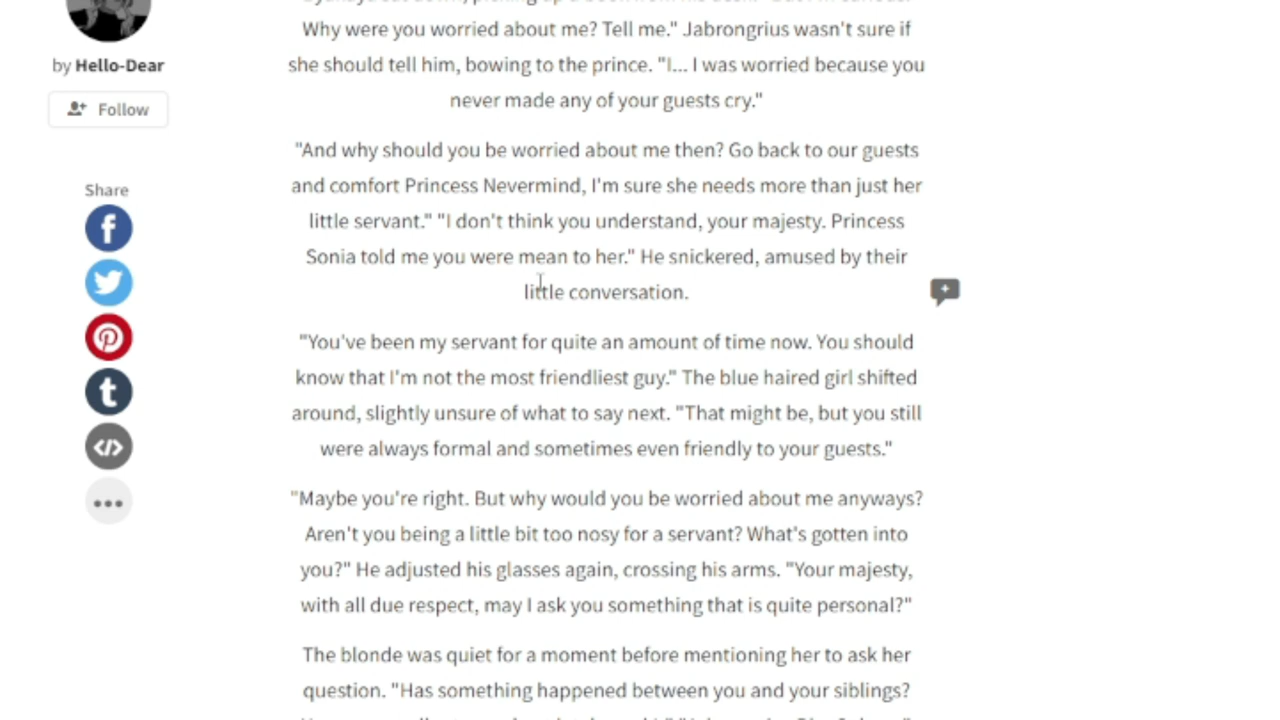 Why were you worried about me? Tell me." Jabrongrius wasn't sure if
she should tell him, bowing to the prince. "I... I was worried because you
never made any of your guests cry."
by Hello-Dear
Follow
"And why should you be worried about me then? Go back to our guests
and comfort Princess Nevermind, I'm sure she needs more than just her
little servant." "I don't think you understand, your majesty. Princess
Sonia told me you were mean to her." He snickered, amused by their
little conversation.
Share
"You've been my servant for quite an amount of time now. You should
know that I'm not the most friendliest guy." The blue haired girl shifted
around, slightly unsure of what to say next. "That might be, but you still
were always formal and sometimes even friendly to your guests."
"Maybe you're right. But why would you be worried about me anyways?
Aren't you being a little bit too nosy for a servant? What's gotten into
you?" He adjusted his glasses again, crossing his arms. "Your majesty,
with all due respect, may I ask you something that is quite personal?"
The blonde was quiet for a moment before mentioning her to ask her
question. "Has something happened between you and your siblings?